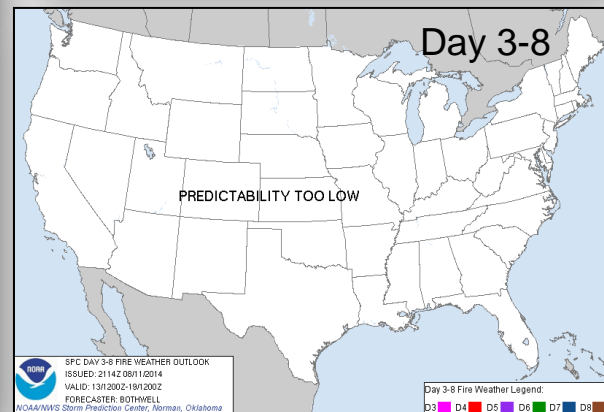 Day 3-8
PREDICTABILITY TOO LOW
NOAA
SPC DAY 3-8 FIRE WEATHER OUTLOOK
ISSUED: 2114Z 08/11/2014
VALID: 13/1200Z-19/1200Z
FORECASTER: BOTHWELL
NOAA/NWS Storm Prediction Center, Norman, Oklahoma
Day 3-8 Fire Weather Legend:
D3 D4 D5 D6 D7 D8